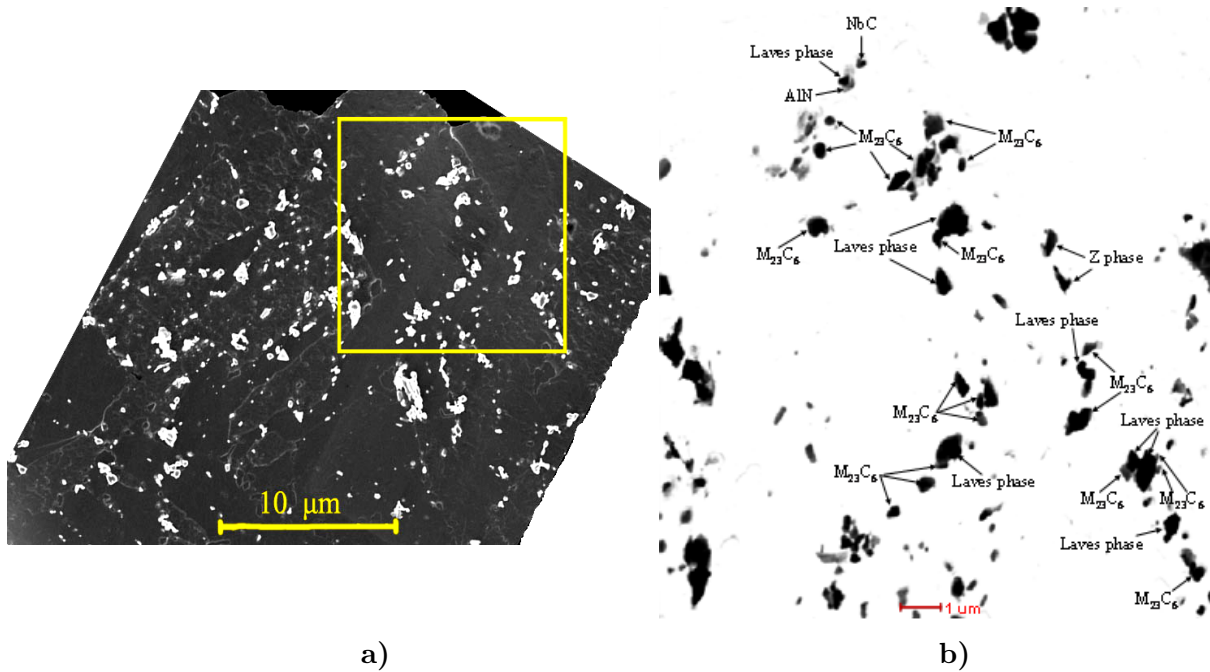 NbC
Laves phase
AlN
M23C6
M23C6
Laves phase
M23C6
M23C6
Z phase
Laves phase
M23C6
M23C6
Laves phase
M23C6
Laves phase
M23C6
M23C6
Laves phase
M23C6
10 μm
1 um
a)
b)